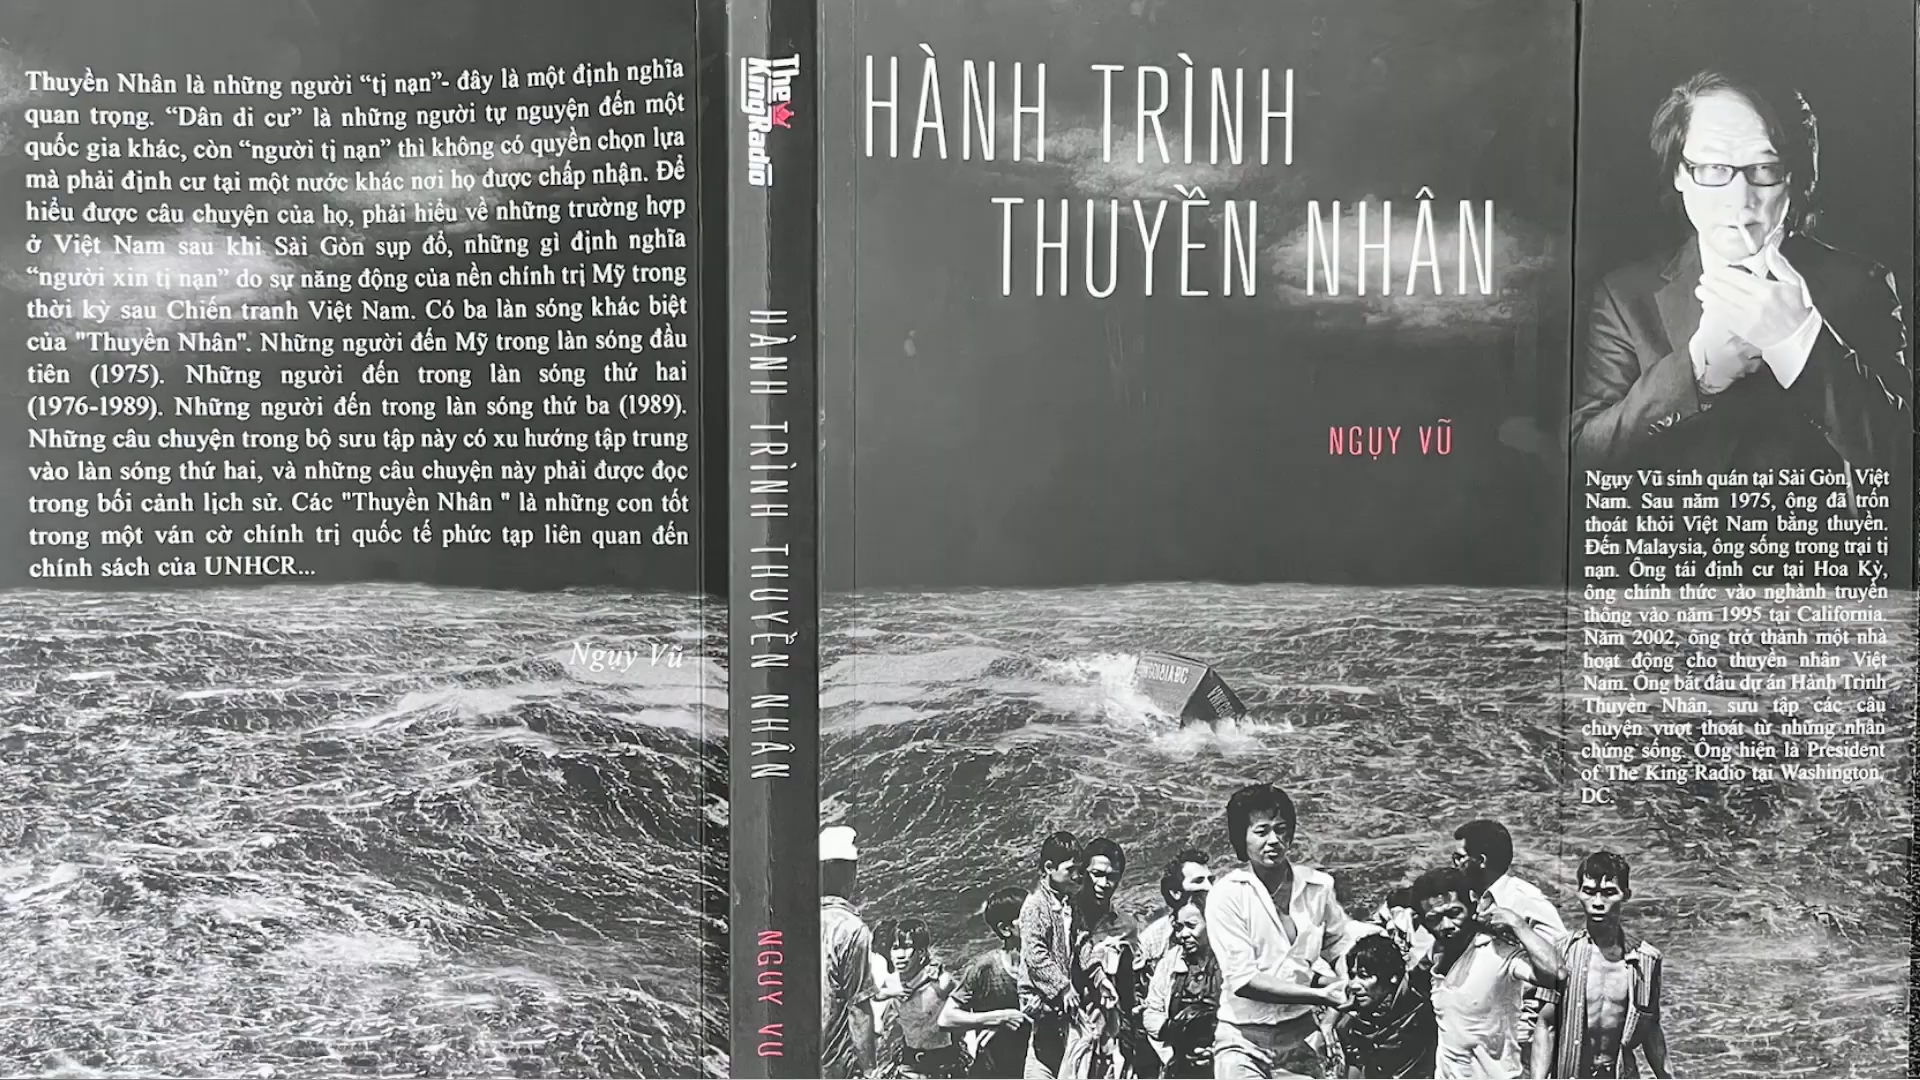 Thuyền Nhân là những người “tị nạn”- đây là một định nghĩa
quan trọng. “Dân di cư” là những người tự nguyện đến một
quốc gia khác, còn “người tị nạn” thì không có quyền chọn lựa
mà phải định cư tại một nước khác nơi họ được chấp nhận. Để
hiểu được câu chuyện của họ, phải hiểu về những trường hợp
ở Việt Nam sau khi Sài Gòn sụp đổ, những gì định nghĩa
“người xin tị nạn” do sự năng động của nền chính trị Mỹ trong
thời kỳ sau Chiến tranh Việt Nam. Có ba làn sóng khác biệt
của "Thuyền Nhân". Những người đến Mỹ trong làn sóng đầu
tiên (1975). Những người đến trong làn sóng thứ hai
(1976-1989). Những người đến trong làn sóng thứ ba (1989).
Những câu chuyện trong bộ sưu tập này có xu hướng tập trung
vào làn sóng thứ hai, và những câu chuyện này phải được đọc
trong bối cảnh lịch sử. Các "Thuyền Nhân " là những con tốt
trong một ván cờ chính trị quốc tế phức tạp liên quan đến
chính sách của UNHCR...
Ngụy Vũ
The
KingRadio
HÀNH TRÌNH THUYỀN NHÂN
NGỤY VŨ
HÀNH TRÌNH
THUYỀN NHÂN
NGỤY VŨ
Ngụy Vũ sinh quán tại Sài Gòn, Việt
Nam. Sau năm 1975, ông đã trốn
thoát khỏi Việt Nam bằng thuyền.
Đến Malaysia, ông sống trong trại tị
nạn. Ông tái định cư tại Hoa Kỳ,
ông chính thức vào nghành truyền
thông vào năm 1995 tại California.
Năm 2002, ông trở thành một nhà
hoạt động cho thuyền nhân Việt
Nam. Ông bắt đầu dự án Hành Trình
Thuyền Nhân, sưu tập các câu
chuyện vượt thoát từ những nhân
chứng sống. Ông hiện là President
of The King Radio tại Washington,
DC.